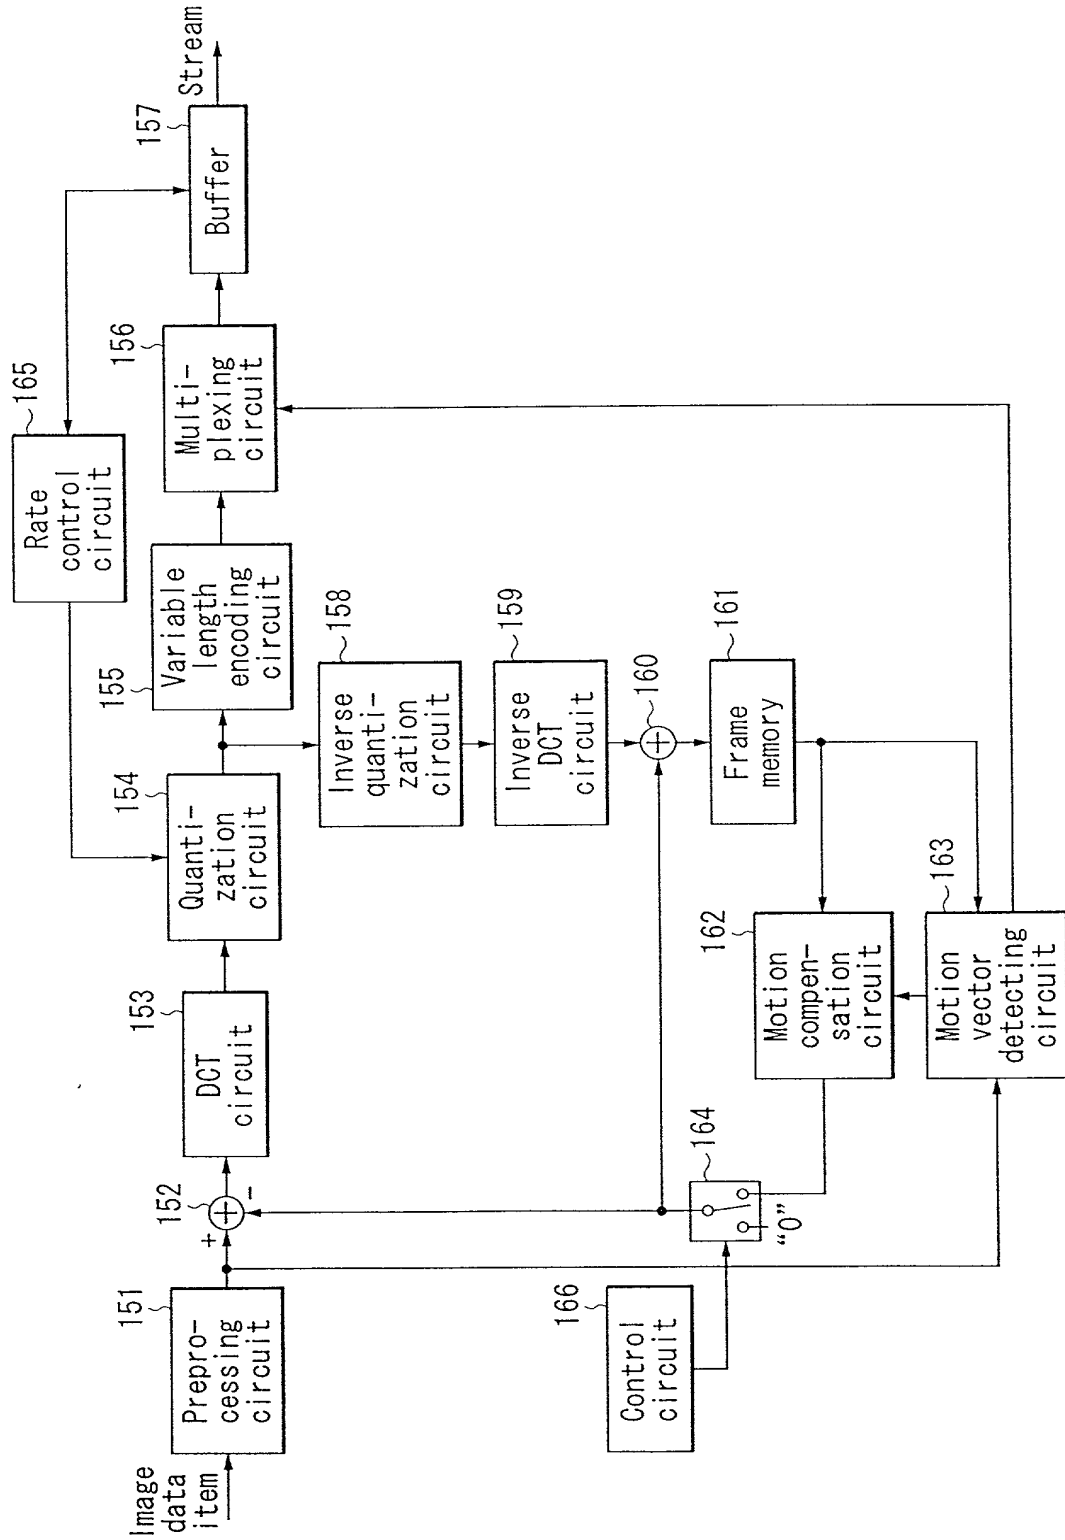 Image
data
item
151
Prepro-
cessing
circuit
152
+
-
153
DCT
circuit
154
Quanti-
zation
circuit
155
Variable
length
encoding
circuit
156
Multi-
plexing
circuit
157
Buffer
Stream
165
Rate
control
circuit
158
Inverse
quanti-
zation
circuit
159
Inverse
DCT
circuit
160
161
Frame
memory
162
Motion
compen-
sation
circuit
163
Motion
vector
detecting
circuit
164
“0”
166
Control
circuit